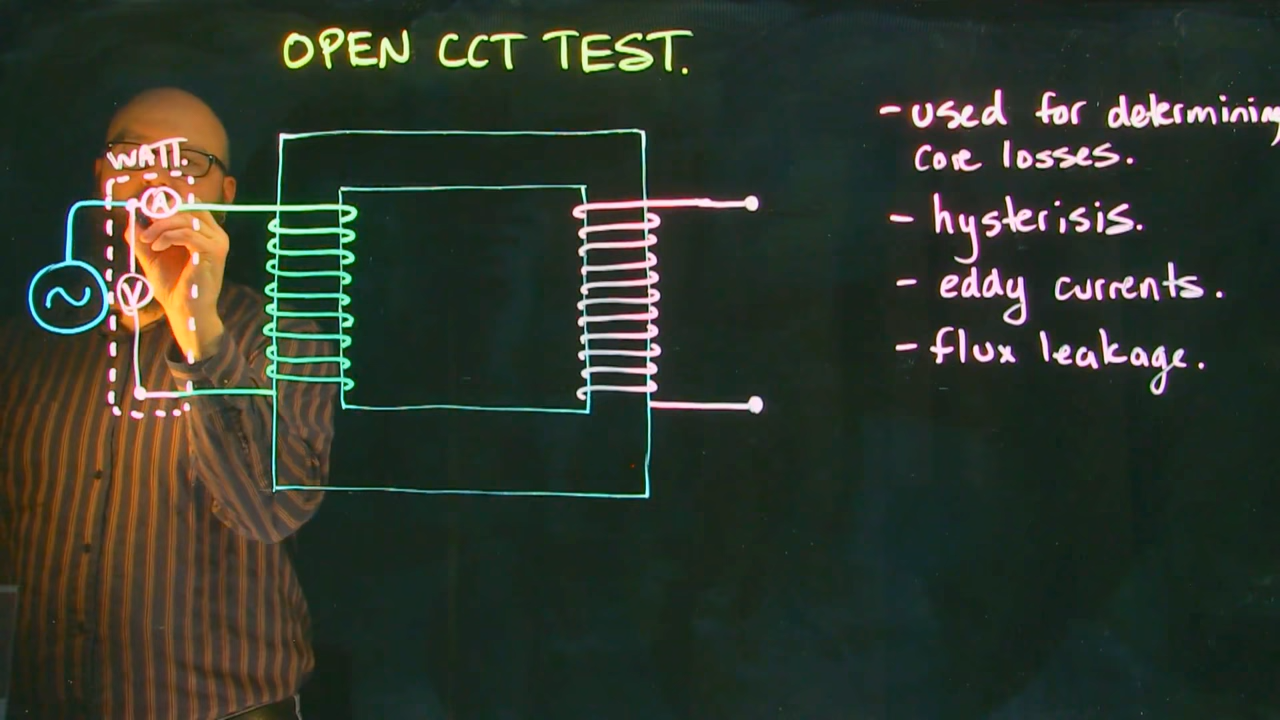 OPEN CCT TEST.
- used for determining
core losses.
WATT.
A
- hysterisis.
- eddy currents.
V
- flux leakage.